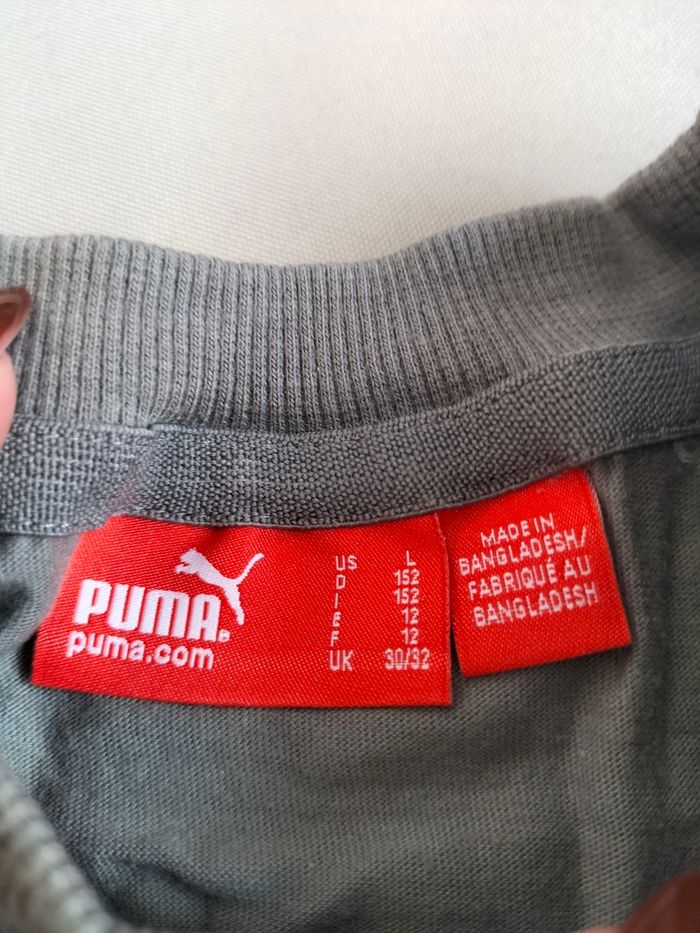 PUMA®
puma.com
US L
D 152
I 152
E 12
F 12
UK 30/32
MADE IN
BANGLADESH/
FABRIQUÉ AU
BANGLADESH